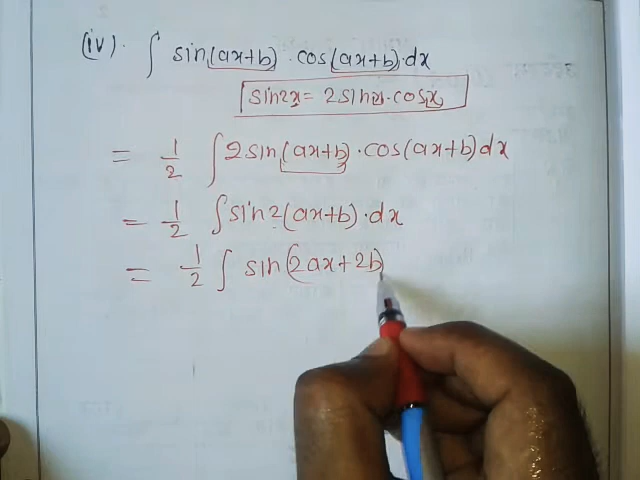 (iv). ∫ sin(ax+b) · cos(ax+b)·dx
sin2x = 2sinx·cosx
= 1/2 ∫2sin(ax+b) · cos(ax+b)dx
= 1/2 ∫sin2(ax+b)·dx
= 1/2 ∫ sin(2ax+2b)